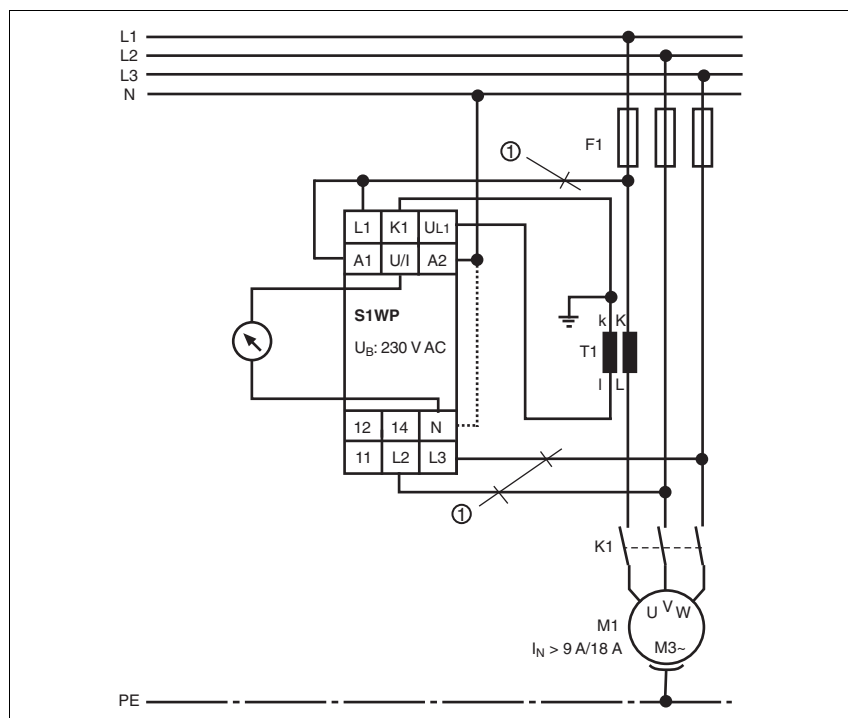 L1
L2
L3
N
F1
①
L1 K1 UL1
A1 U/I A2
S1WP
UB: 230 V AC
k K
T1
l L
12 14 N
11 L2 L3
①
K1
U V W
M1
M3~
IN > 9 A/18 A
PE